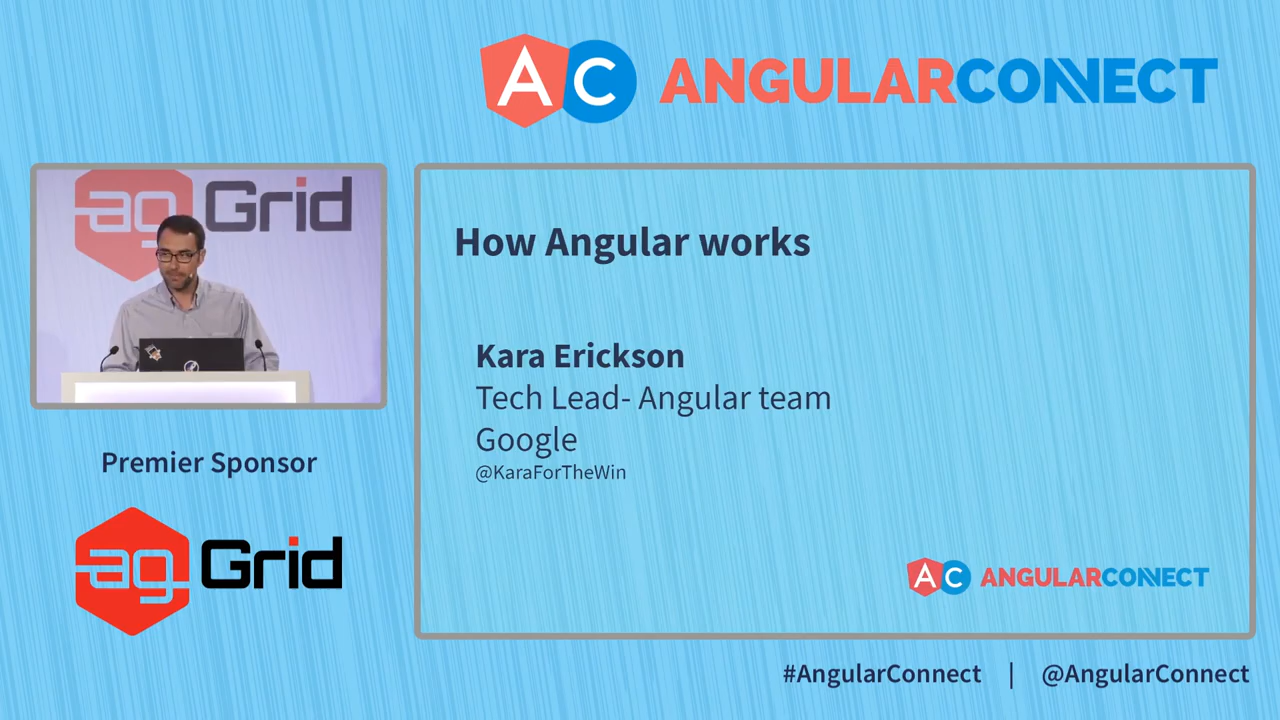 AC ANGULARCONNECT
ag Grid
How Angular works
Kara Erickson
Tech Lead- Angular team
Google
@KaraForTheWin
AC ANGULARCONNECT
Premier Sponsor
ag Grid
#AngularConnect | @AngularConnect